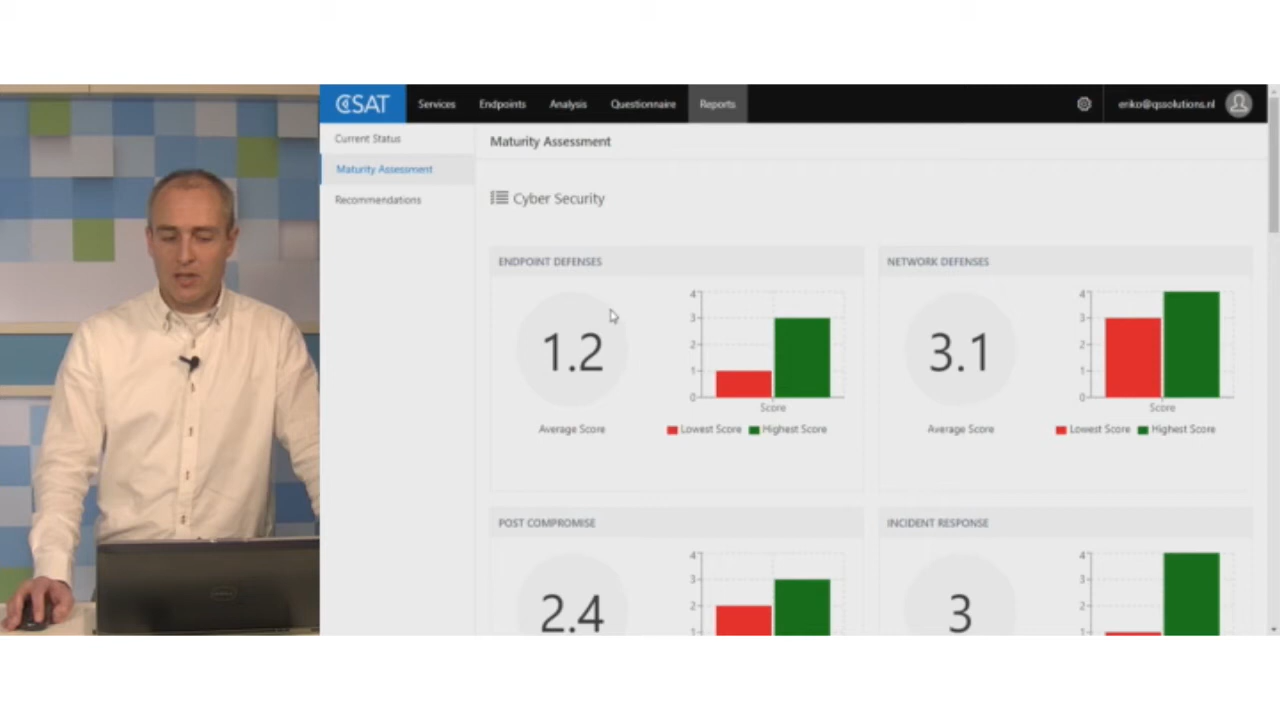 CSAT Services Endpoints Analysis Questionnaire Reports eriko@qssolutions.nl
Current Status
Maturity Assessment
Recommendations
Maturity Assessment
Cyber Security
ENDPOINT DEFENSES
1.2
Average Score
4
3
2
1
0
Score
Lowest Score Highest Score
NETWORK DEFENSES
3.1
Average Score
4
3
2
1
0
Score
Lowest Score Highest Score
POST COMPROMISE
2.4
4
3
2
1
INCIDENT RESPONSE
3
4
3
2
1